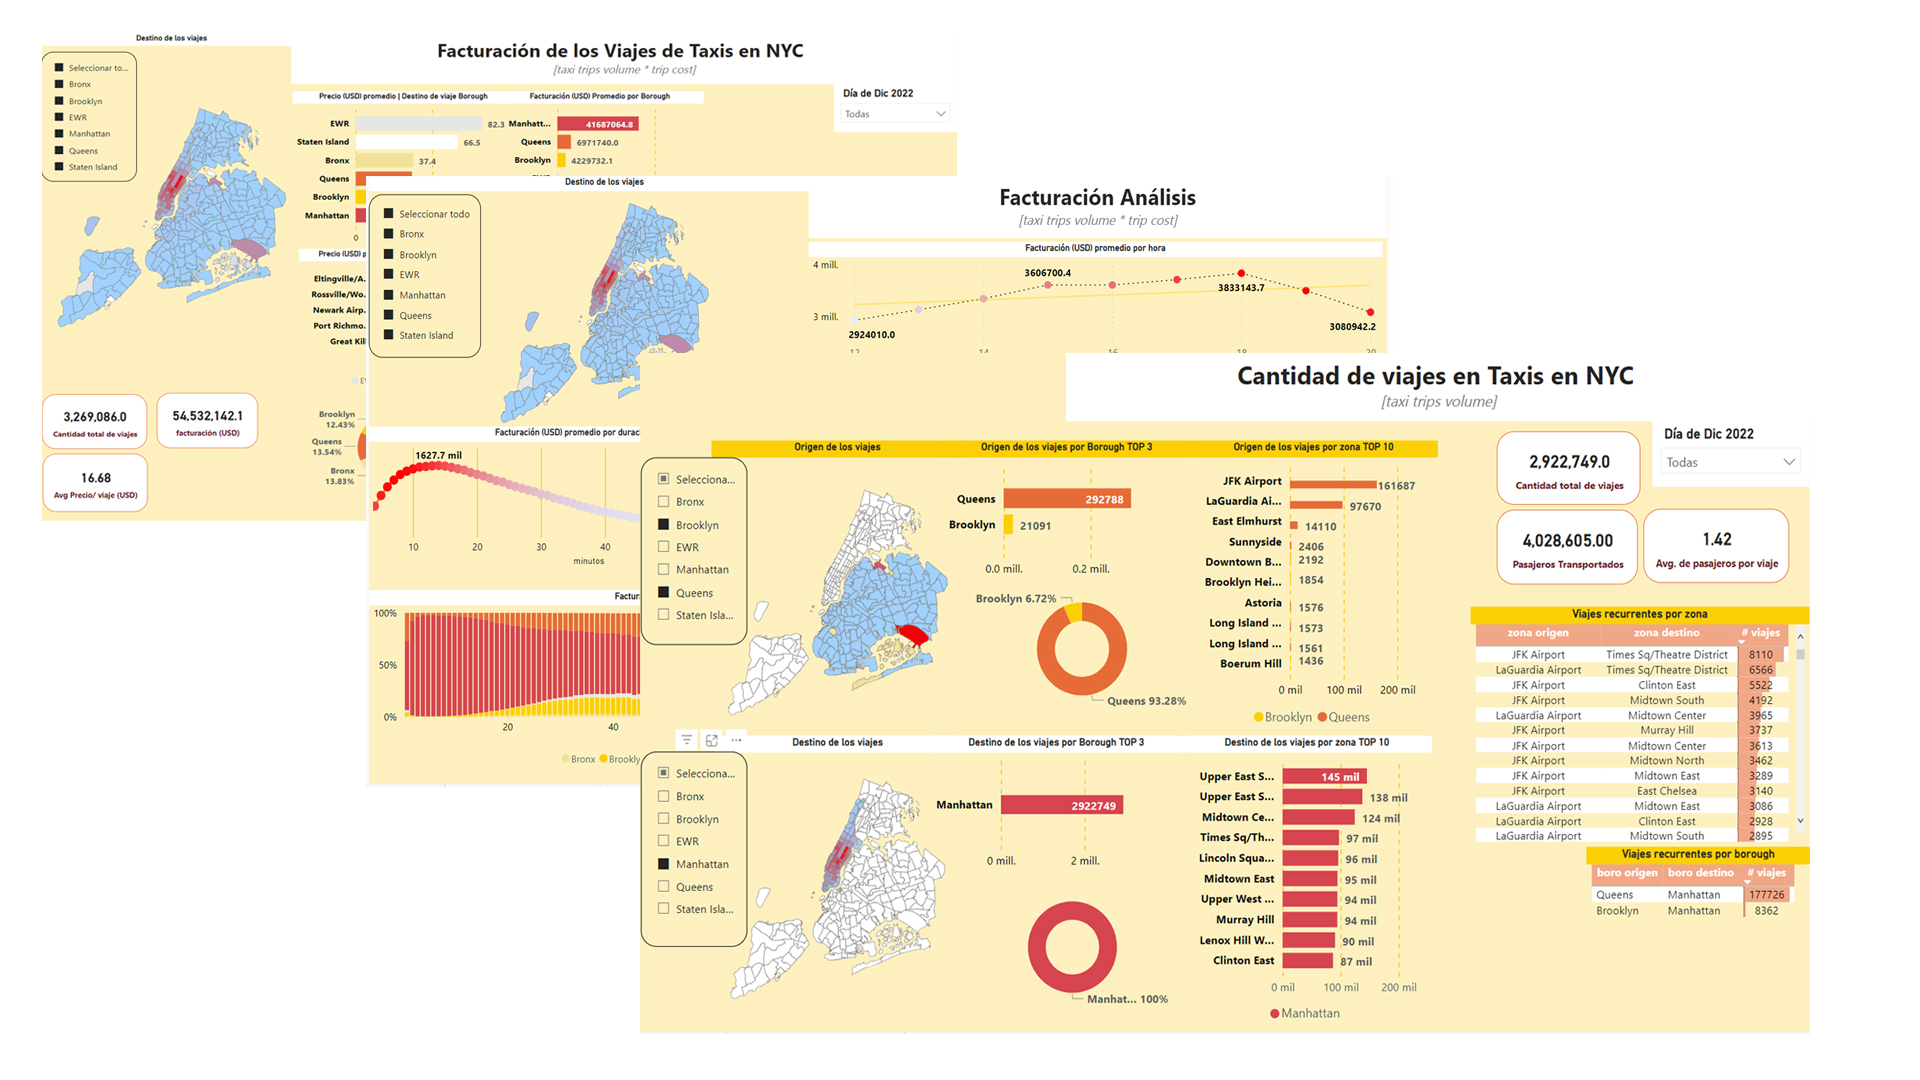 Destino de los viajes
Seleccionar to...
Bronx
Brooklyn
EWR
Manhattan
Queens
Staten Island
Facturación de los Viajes de Taxis en NYC
[taxi trips volume * trip cost]
Día de Dic 2022
Todas
Precio (USD) promedio | Destino de viaje Borough
EWR 82.3
Staten Island 66.5
Bronx 37.4
Queens
Brooklyn
Manhattan
0
Facturación (USD) Promedio por Borough
Manhatt... 41687064.8
Queens 6971740.0
Brooklyn 4229732.1
Precio (USD) p
Eltingville/A.
Rossville/Wo.
Newark Airp.
Port Richmo.
Great Kil
Brooklyn
12.43%
Queens
13.54%
Bronx
13.83%
3,269,086.0
Cantidad total de viajes
54,532,142.1
facturación (USD)
16.68
Avg Precio/ viaje (USD)
Destino de los viajes
Seleccionar todo
Bronx
Brooklyn
EWR
Manhattan
Queens
Staten Island
Facturación Análisis
[taxi trips volume * trip cost]
Facturación (USD) promedio por hora
4 mill.
3 mill.
2924010.0
3606700.4
3833143.7
3080942.2
12 14 16 18 20
Facturación (USD) promedio por durac
1627.7 mil
10 20 30 40
minutos
Factur
100%
50%
0%
20 40
Bronx Brookly
Cantidad de viajes en Taxis en NYC
[taxi trips volume]
Día de Dic 2022
Todas
2,922,749.0
Cantidad total de viajes
4,028,605.00
Pasajeros Transportados
1.42
Avg. de pasajeros por viaje
Origen de los viajes
Selecciona...
Bronx
Brooklyn
EWR
Manhattan
Queens
Staten Isla...
Origen de los viajes por Borough TOP 3
Queens 292788
Brooklyn 21091
0.0 mill. 0.2 mill.
Brooklyn 6.72%
Queens 93.28%
Origen de los viajes por zona TOP 10
JFK Airport 161687
LaGuardia Ai... 97670
East Elmhurst 14110
Sunnyside 2406
Downtown B... 2192
Brooklyn Hei... 1854
Astoria 1576
Long Island ... 1573
Long Island ... 1561
Boerum Hill 1436
0 mil 100 mil 200 mil
Brooklyn Queens
Destino de los viajes
Selecciona...
Bronx
Brooklyn
EWR
Manhattan
Queens
Staten Isla...
Destino de los viajes por Borough TOP 3
Manhattan 2922749
0 mill. 2 mill.
Manhat... 100%
Destino de los viajes por zona TOP 10
Upper East S... 145 mil
Upper East S... 138 mil
Midtown Ce... 124 mil
Times Sq/Th... 97 mil
Lincoln Squa... 96 mil
Midtown East 95 mil
Upper West ... 94 mil
Murray Hill 94 mil
Lenox Hill W... 90 mil
Clinton East 87 mil
0 mil 100 mil 200 mil
Manhattan
Viajes recurrentes por zona
zona origen zona destino # viajes
JFK Airport Times Sq/Theatre District 8110
LaGuardia Airport Times Sq/Theatre District 6566
JFK Airport Clinton East 5522
JFK Airport Midtown South 4192
LaGuardia Airport Midtown Center 3965
JFK Airport Murray Hill 3737
JFK Airport Midtown Center 3613
JFK Airport Midtown North 3462
JFK Airport Midtown East 3289
JFK Airport East Chelsea 3140
LaGuardia Airport Midtown East 3086
LaGuardia Airport Clinton East 2928
LaGuardia Airport Midtown South 2895
Viajes recurrentes por borough
boro origen boro destino # viajes
Queens Manhattan 177726
Brooklyn Manhattan 8362